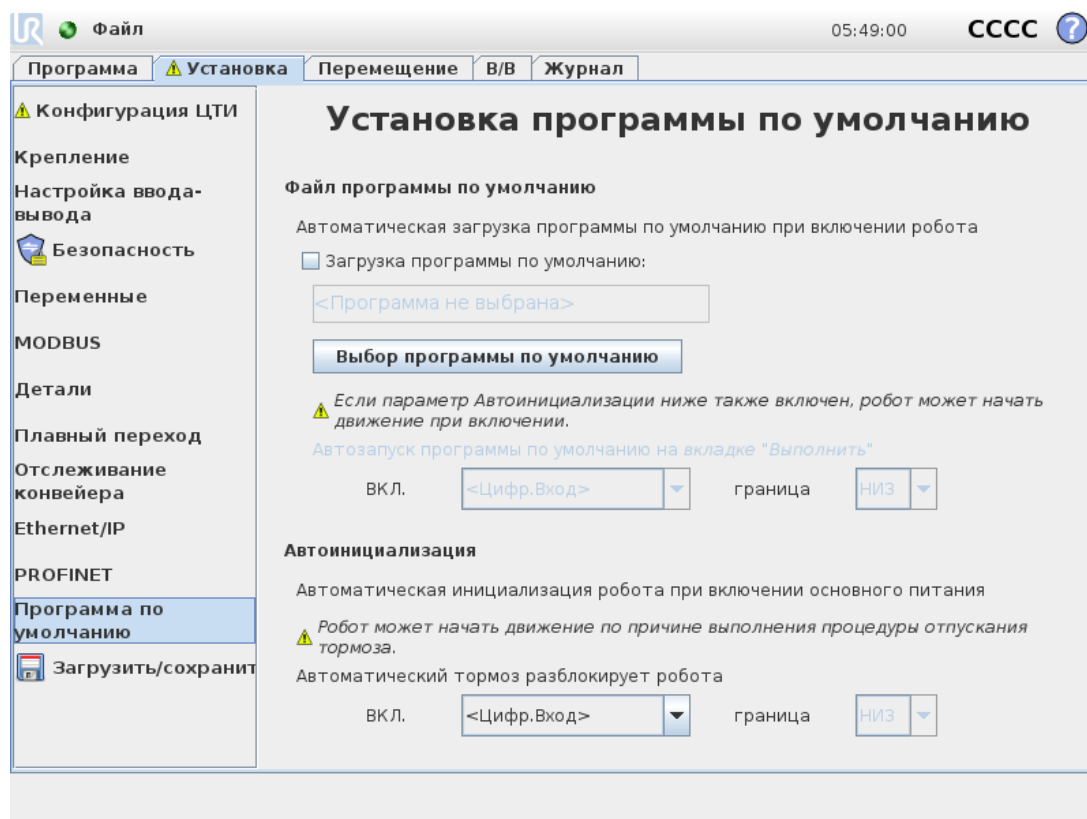 UR Файл 05:49:00 CCCC ?
Программа Установка Перемещение В/В Журнал
Конфигурация ЦТИ
Крепление
Настройка ввода-
вывода
Безопасность
Переменные
MODBUS
Детали
Плавный переход
Отслеживание
конвейера
Ethernet/IP
PROFINET
Программа по
умолчанию
Загрузить/сохранит
Установка программы по умолчанию
Файл программы по умолчанию
Автоматическая загрузка программы по умолчанию при включении робота
Загрузка программы по умолчанию:
<Программа не выбрана>
Выбор программы по умолчанию
Если параметр Автоинициализации ниже также включен, робот может начать
движение при включении.
Автозапуск программы по умолчанию на вкладке "Выполнить"
ВКЛ. <Цифр.Вход> граница НИЗ
Автоинициализация
Автоматическая инициализация робота при включении основного питания
Робот может начать движение по причине выполнения процедуры отпускания
тормоза.
Автоматический тормоз разблокирует робота
ВКЛ. <Цифр.Вход> граница НИЗ